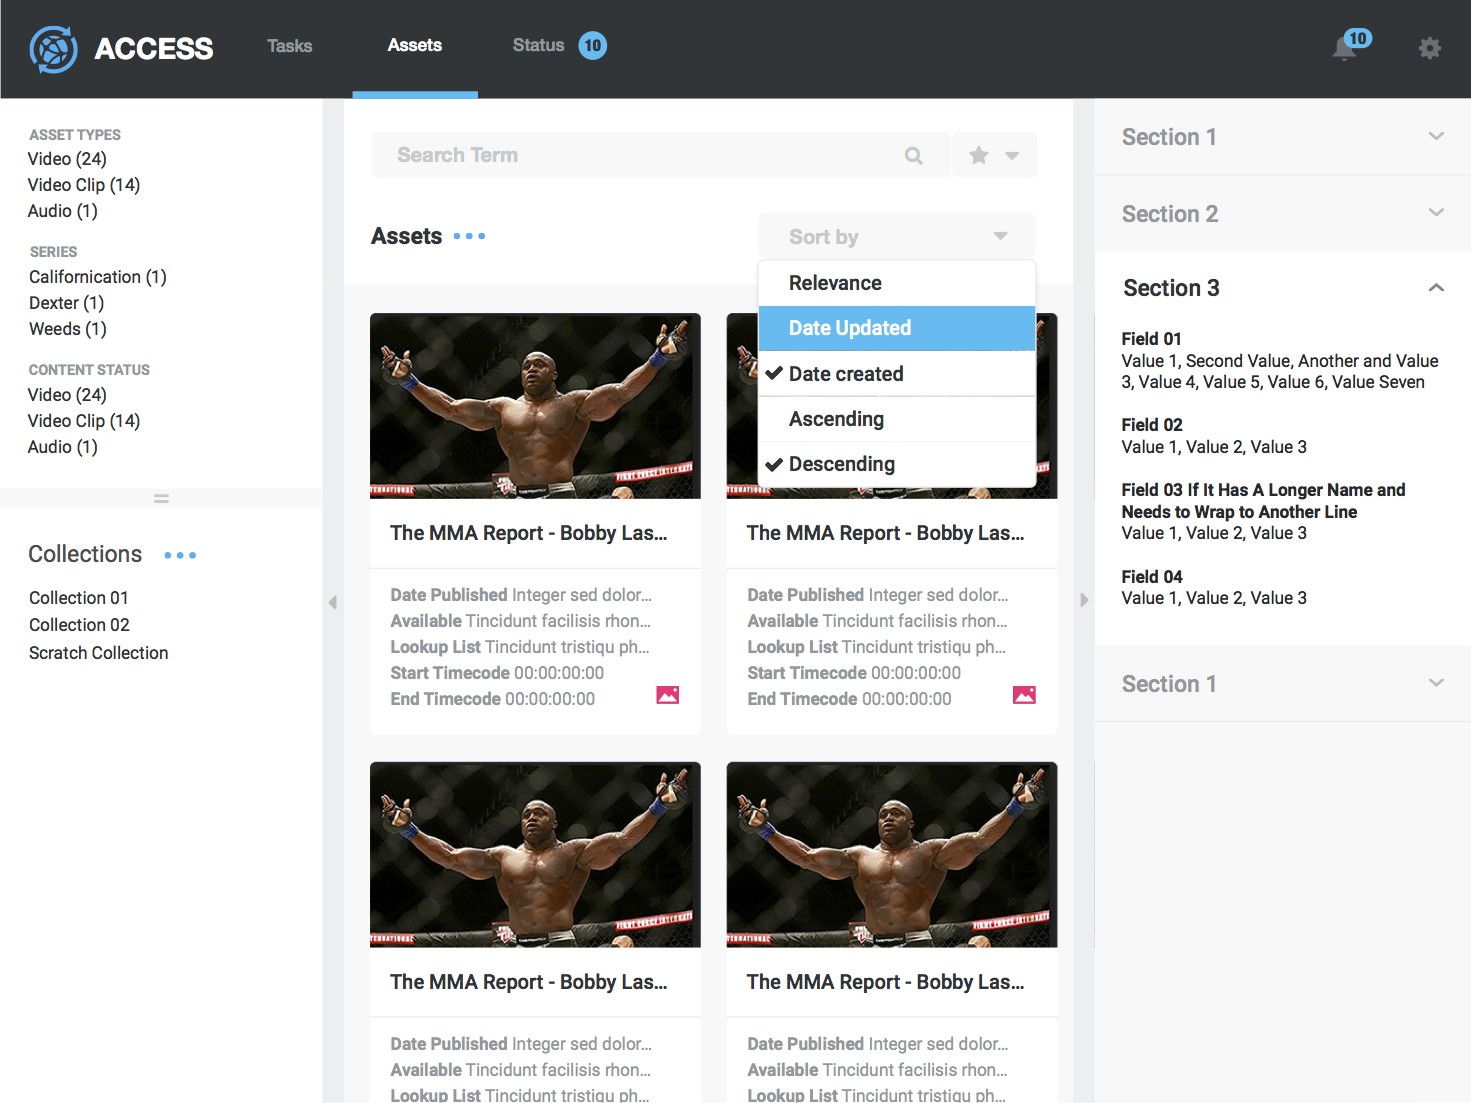 ACCESS
Tasks
Assets
Status
10
10
ASSET TYPES
Video (24)
Video Clip (14)
Audio (1)
SERIES
Californication (1)
Dexter (1)
Weeds (1)
CONTENT STATUS
Video (24)
Video Clip (14)
Audio (1)
Collections
Collection 01
Collection 02
Scratch Collection
Search Term
Assets
Sort by
Relevance
Date Updated
Date created
Ascending
Descending
The MMA Report - Bobby Las...
Date Published Integer sed dolor...
Available Tincidunt facilisis rhon...
Lookup List Tincidunt tristiqu ph...
Start Timecode 00:00:00:00
End Timecode 00:00:00:00
The MMA Report - Bobby Las...
Date Published Integer sed dolor...
Available Tincidunt facilisis rhon...
Lookup List Tincidunt tristiqu ph...
Start Timecode 00:00:00:00
End Timecode 00:00:00:00
The MMA Report - Bobby Las...
Date Published Integer sed dolor...
Available Tincidunt facilisis rhon...
Lookup List Tincidunt tristiqu ph...
The MMA Report - Bobby Las...
Date Published Integer sed dolor...
Available Tincidunt facilisis rhon...
Lookup List Tincidunt tristiqu ph...
Section 1
Section 2
Section 3
Field 01
Value 1, Second Value, Another and Value
3, Value 4, Value 5, Value 6, Value Seven
Field 02
Value 1, Value 2, Value 3
Field 03 If It Has A Longer Name and
Needs to Wrap to Another Line
Value 1, Value 2, Value 3
Field 04
Value 1, Value 2, Value 3
Section 1